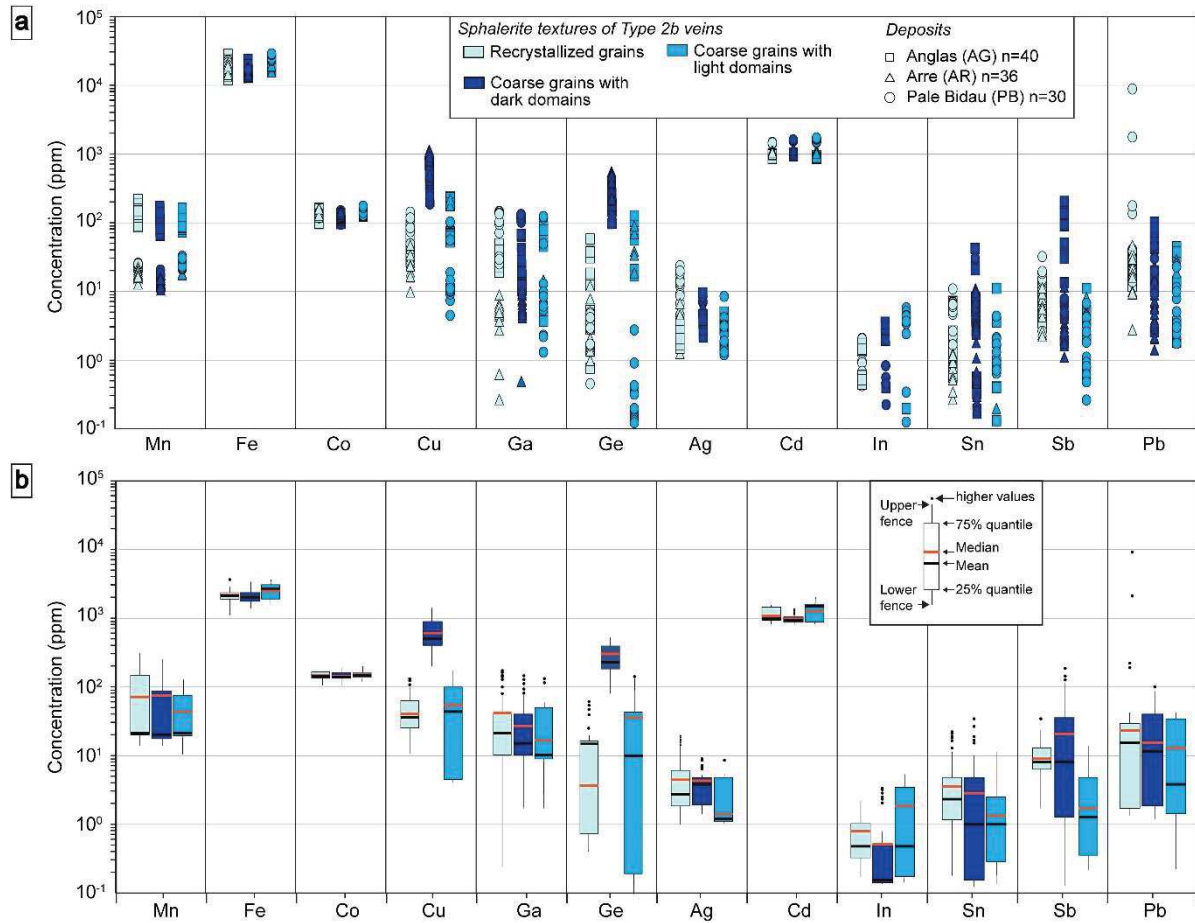 a
Sphalerite textures of Type 2b veins
Recrystallized grains
Coarse grains with
dark domains
Coarse grains with
light domains
Deposits
Anglas (AG) n=40
Arre (AR) n=36
Pale Bidau (PB) n=30
Concentration (ppm)
10^5
10^4
10^3
10^2
10^1
10^0
10^-1
Mn Fe Co Cu Ga Ge Ag Cd In Sn Sb Pb
b
Upper
fence
higher values
75% quantile
Median
Mean
25% quantile
Lower
fence
Concentration (ppm)
10^5
10^4
10^3
10^2
10^1
10^0
10^-1
Mn Fe Co Cu Ga Ge Ag Cd In Sn Sb Pb